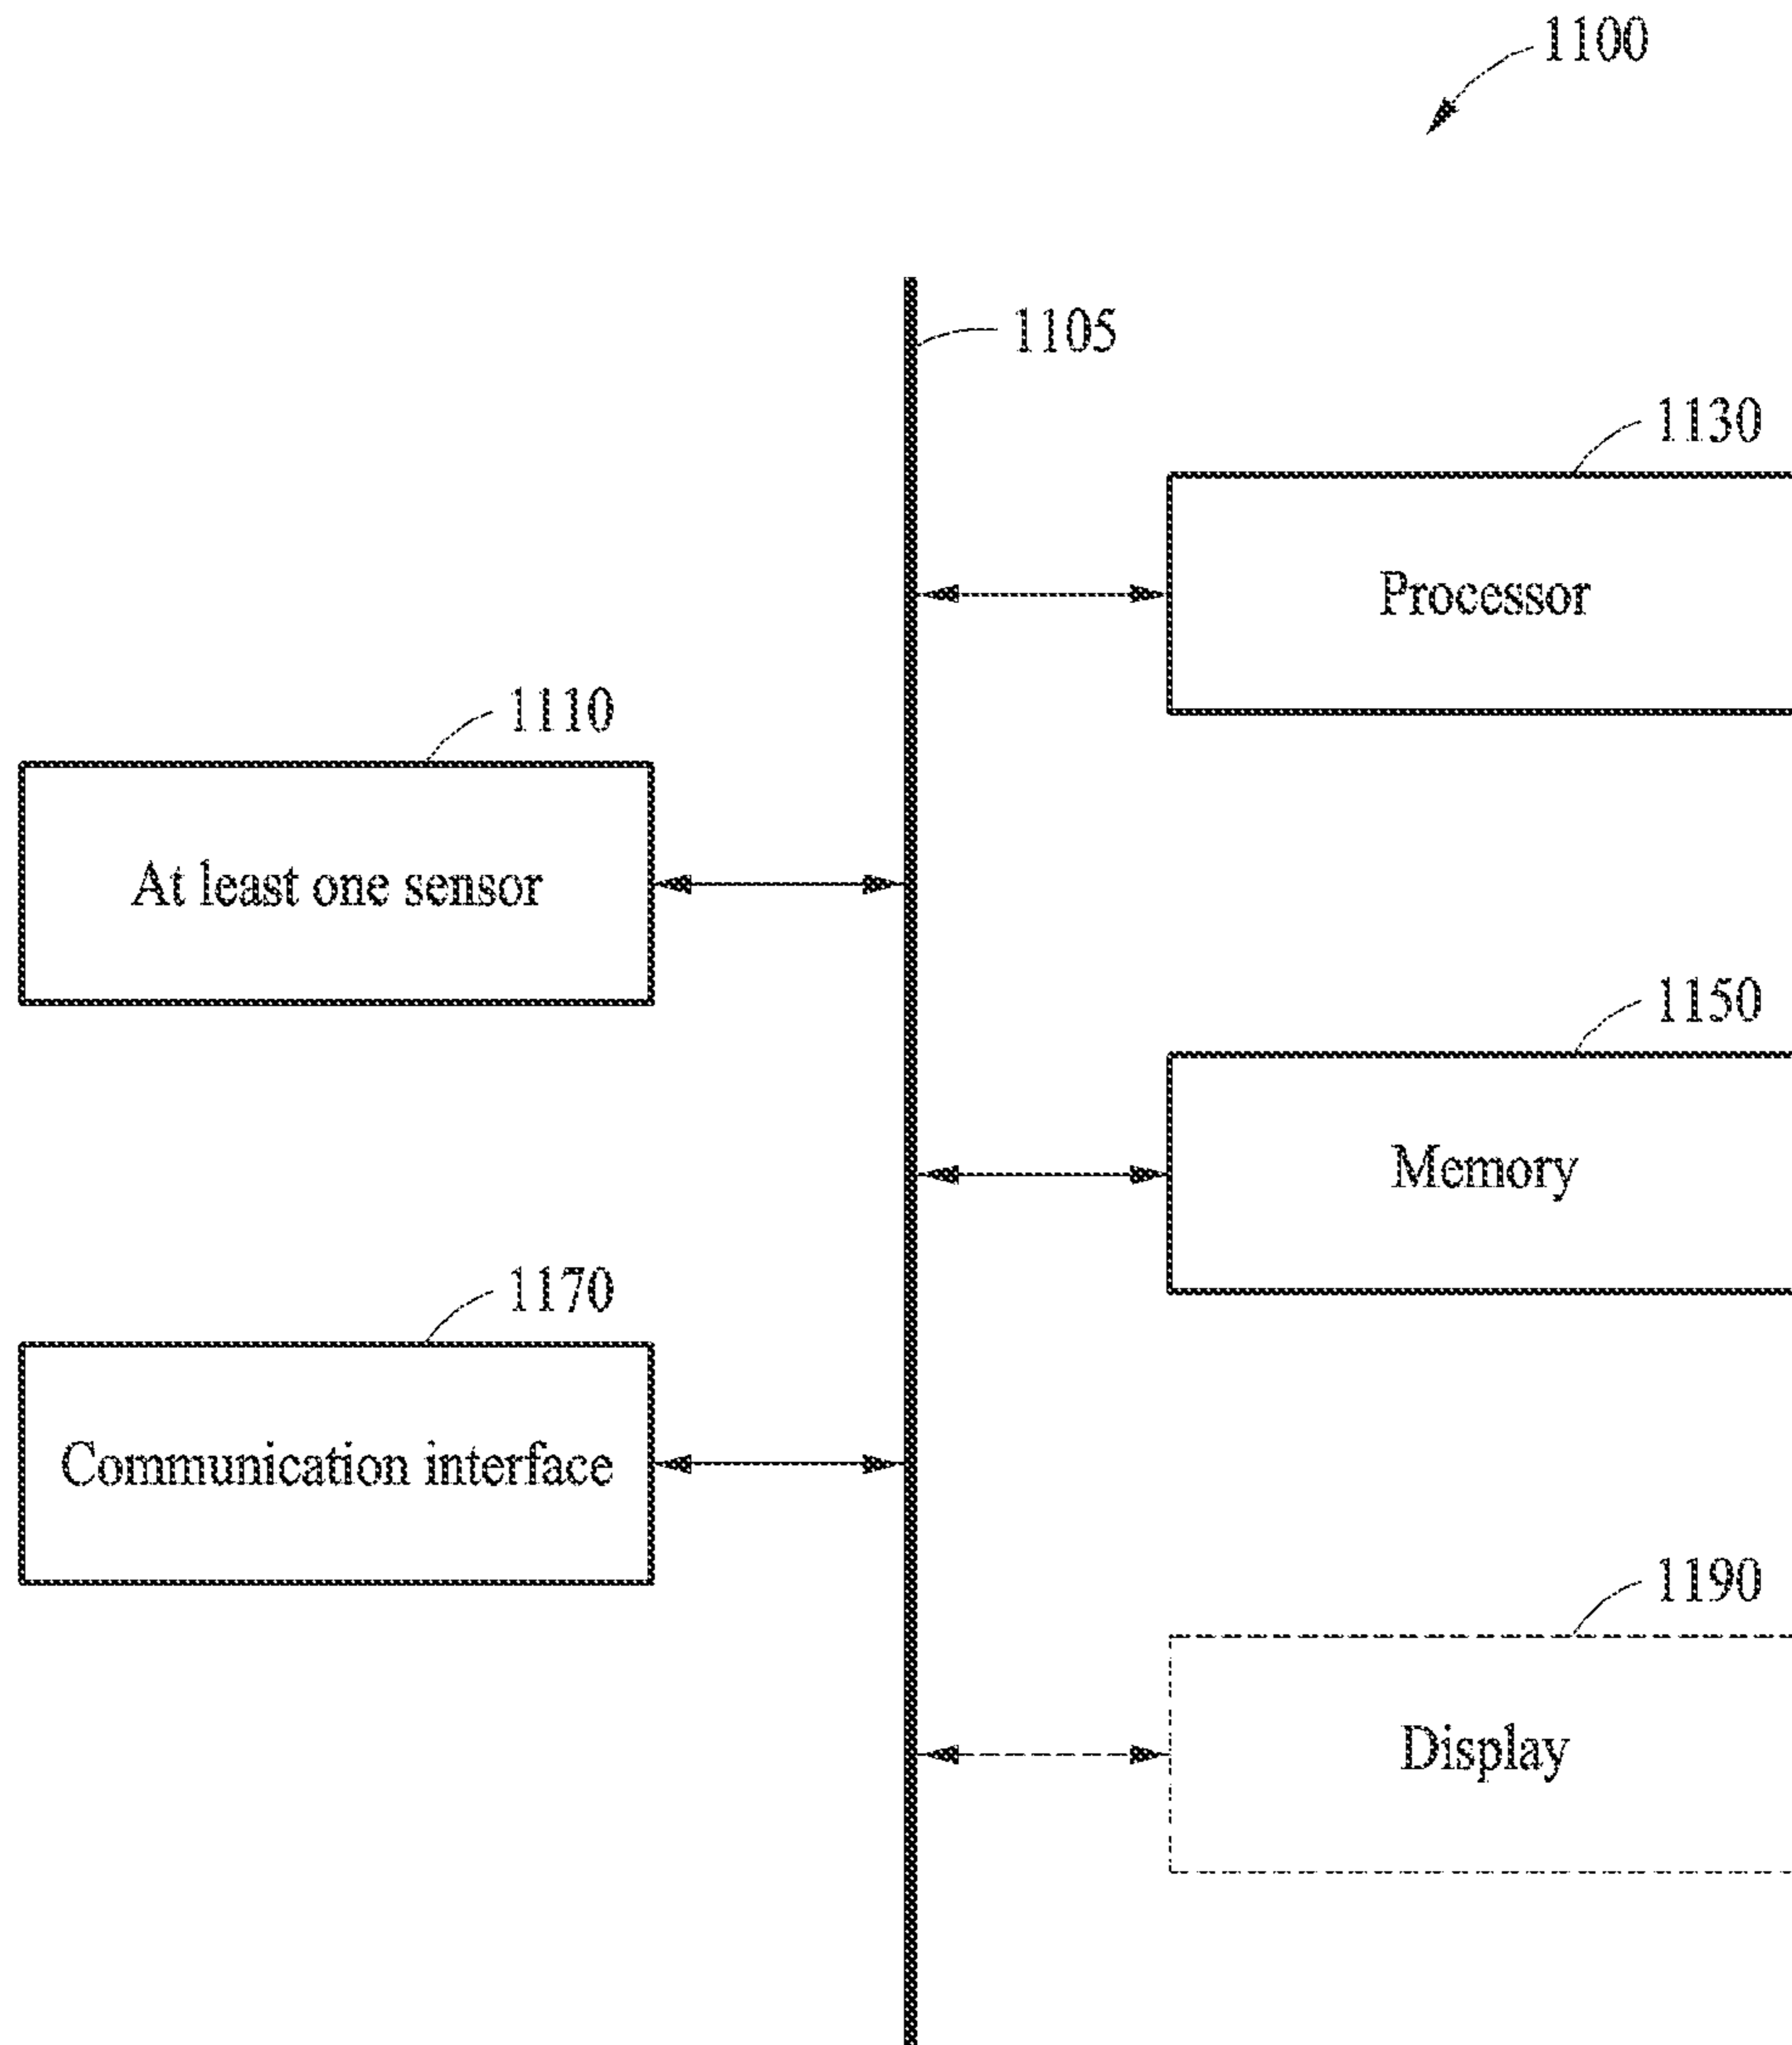 1100
1105
1130
Processor
1110
At least one sensor
1150
Memory
1170
Communication interface
1190
Display